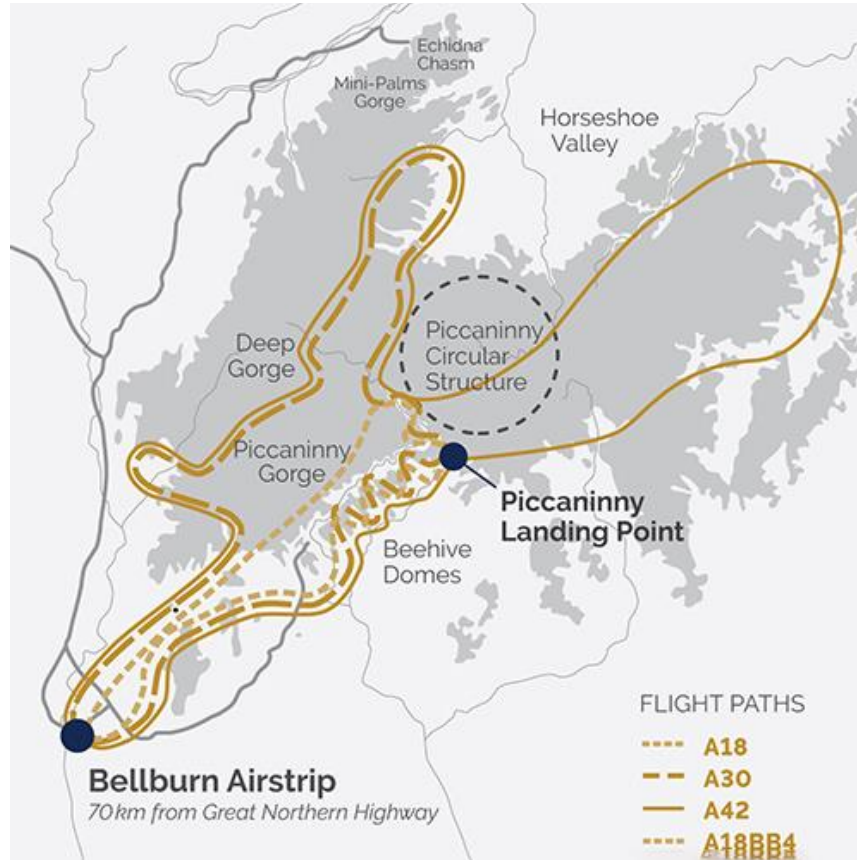 Echidna
Chasm
Mini-Palms
Gorge
Horseshoe
Valley
Deep
Gorge
Piccaninny
Circular
Structure
Piccaninny
Gorge
Piccaninny
Landing Point
Beehive
Domes
Bellburn Airstrip
70km from Great Northern Highway
FLIGHT PATHS
A18
A30
A42
A18BB4